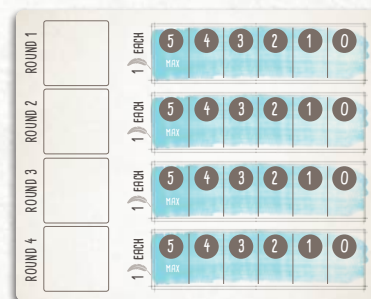 ROUND 1
1 EACH
5 4 3 2 1 0
MAX
ROUND 2
1 EACH
5 4 3 2 1 0
MAX
ROUND 3
1 EACH
5 4 3 2 1 0
MAX
ROUND 4
1 EACH
5 4 3 2 1 0
MAX